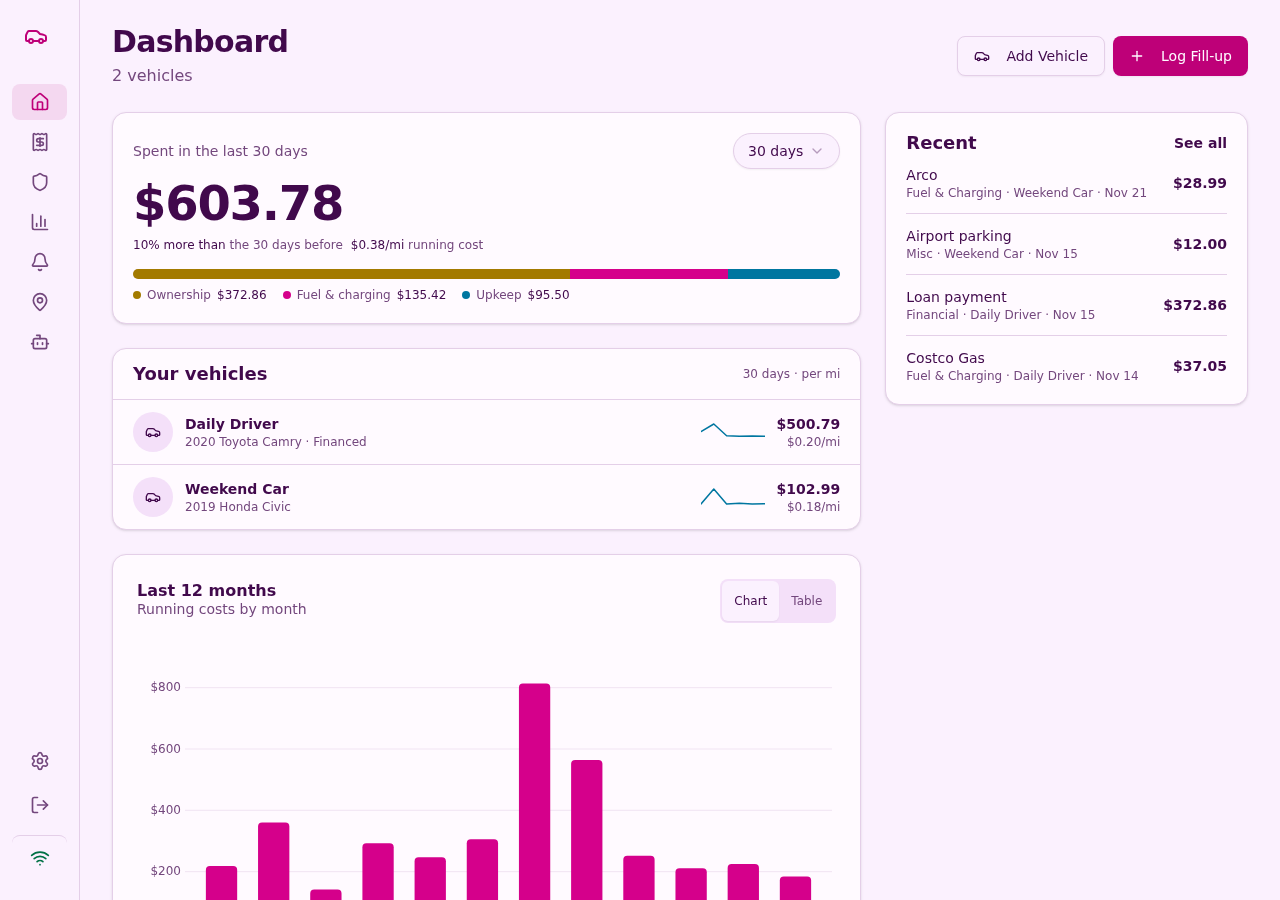 Dashboard
2 vehicles
Add Vehicle
Log Fill-up
Spent in the last 30 days
30 days
$603.78
10% more than the 30 days before $0.38/mi running cost
Ownership $372.86 Fuel & charging $135.42 Upkeep $95.50
Your vehicles
30 days · per mi
Daily Driver
2020 Toyota Camry · Financed
$500.79
$0.20/mi
Weekend Car
2019 Honda Civic
$102.99
$0.18/mi
Last 12 months
Running costs by month
Chart
Table
$800
$600
$400
$200
Recent
See all
Arco
Fuel & Charging · Weekend Car · Nov 21
$28.99
Airport parking
Misc · Weekend Car · Nov 15
$12.00
Loan payment
Financial · Daily Driver · Nov 15
$372.86
Costco Gas
Fuel & Charging · Daily Driver · Nov 14
$37.05